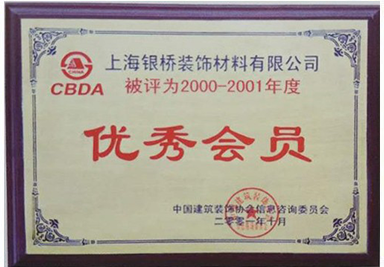 上海银桥装饰材料有限公司
CBDA
被评为2000-2001年度
优秀会员
中国建筑装饰协会信息咨询委员会
二零零一年十月